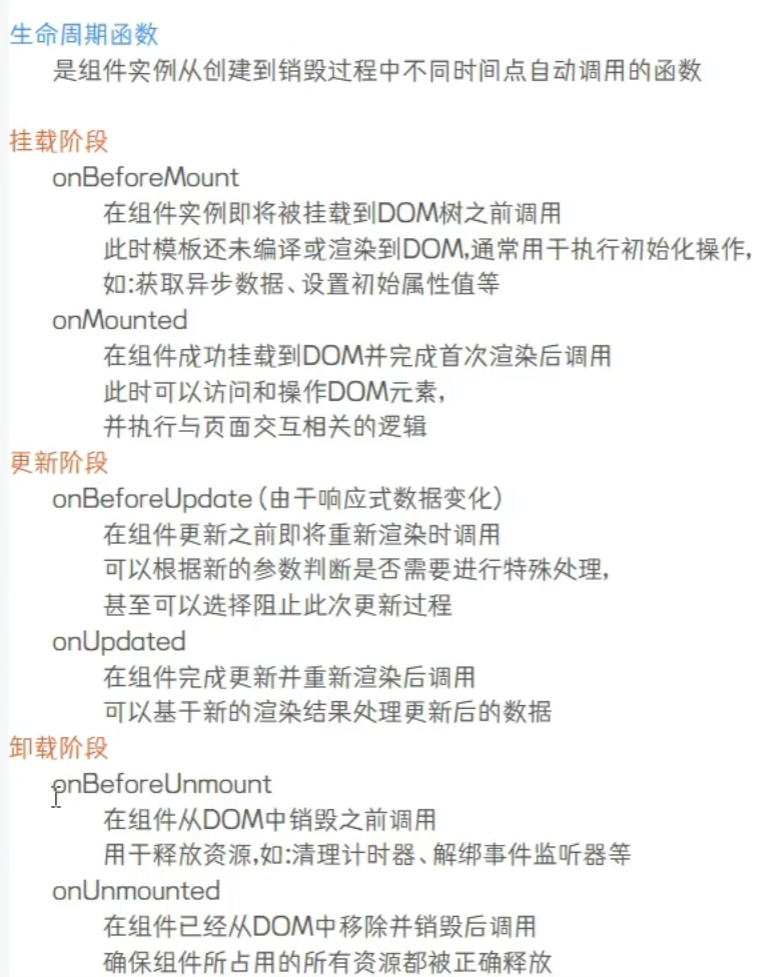 生命周期函数
是组件实例从创建到销毁过程中不同时间点自动调用的函数
挂载阶段
onBeforeMount
在组件实例即将被挂载到DOM树之前调用
此时模板还未编译或渲染到DOM,通常用于执行初始化操作,
如:获取异步数据、设置初始属性值等
onMounted
在组件成功挂载到DOM并完成首次渲染后调用
此时可以访问和操作DOM元素,
并执行与页面交互相关的逻辑
更新阶段
onBeforeUpdate(由于响应式数据变化)
在组件更新之前即将重新渲染时调用
可以根据新的参数判断是否需要进行特殊处理,
甚至可以选择阻止此次更新过程
onUpdated
在组件完成更新并重新渲染后调用
可以基于新的渲染结果处理更新后的数据
卸载阶段
onBeforeUnmount
在组件从DOM中销毁之前调用
用于释放资源,如:清理计时器、解绑事件监听器等
onUnmounted
在组件已经从DOM中移除并销毁后调用
确保组件所占用的所有资源都被正确释放